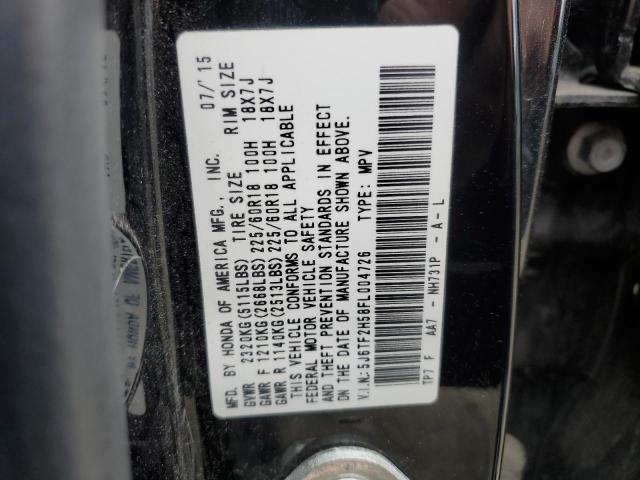 MFD. BY HONDA OF AMERICA MFG., INC. 07/'15
GVWR 2320KG(5115LBS) TIRE SIZE RIM SIZE
GAWR F 1210KG(2668LBS) 225/60R18 100H 18X7J
GAWR R 1140KG(2513LBS) 225/60R18 100H 18X7J
THIS VEHICLE CONFORMS TO ALL APPLICABLE
FEDERAL MOTOR VEHICLE SAFETY
AND THEFT PREVENTION STANDARDS IN EFFECT
ON THE DATE OF MANUFACTURE SHOWN ABOVE.
V.I.N.: 5J6TF2H58FL004726 TYPE: MPV
TP7 F AA7 - NH731P - A - L